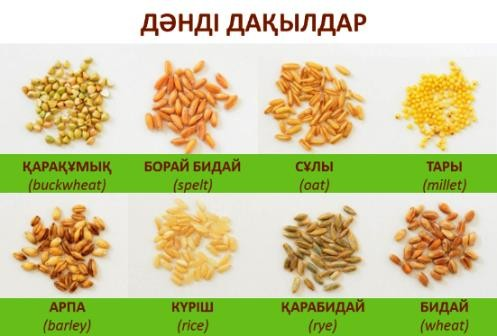 ДӘНДІ ДАҚЫЛДАР
ҚАРАҚҰМЫҚ
(buckwheat)
БОРАЙ БИДАЙ
(spelt)
СҰЛЫ
(oat)
ТАРЫ
(millet)
АРПА
(barley)
КҮРІШ
(rice)
ҚАРАБИДАЙ
(rye)
БИДАЙ
(wheat)